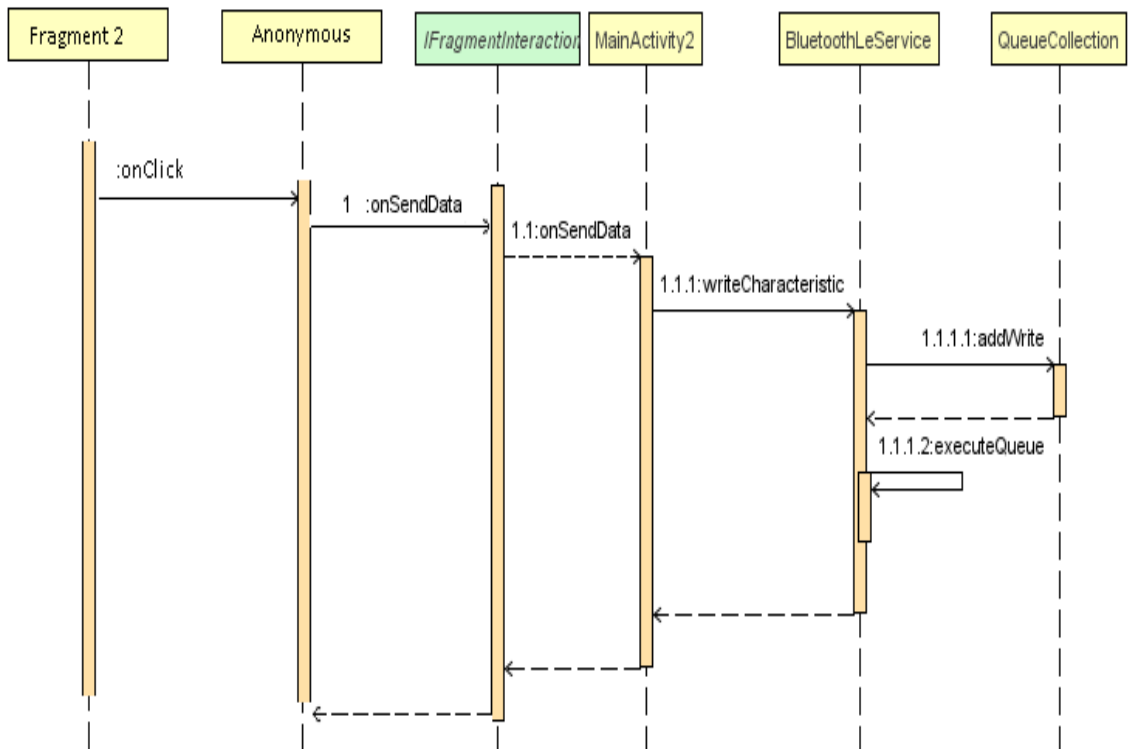 Fragment 2
Anonymous
IFragmentInteraction
MainActivity2
BluetoothLeService
QueueCollection
:onClick
1 :onSendData
1.1:onSendData
1.1.1:writeCharacteristic
1.1.1.1:addWrite
1.1.1.2:executeQueue